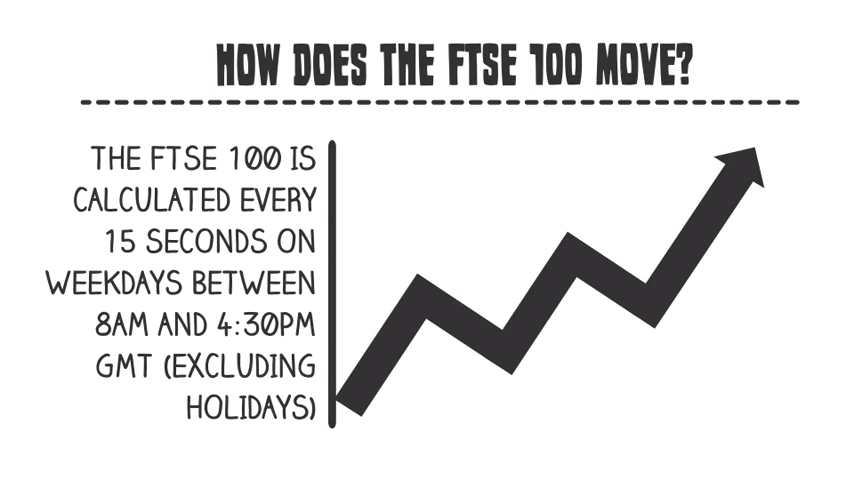 HOW DOES THE FTSE 100 MOVE?
THE FTSE 100 IS
CALCULATED EVERY
15 SECONDS ON
WEEKDAYS BETWEEN
8AM AND 4:30PM
GMT (EXCLUDING
HOLIDAYS)